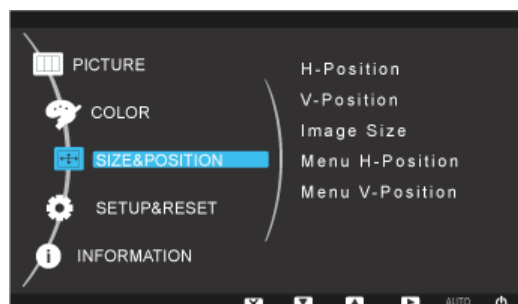 PICTURE
COLOR
SIZE&POSITION
SETUP&RESET
INFORMATION
H-Position
V-Position
Image Size
Menu H-Position
Menu V-Position
AUTO